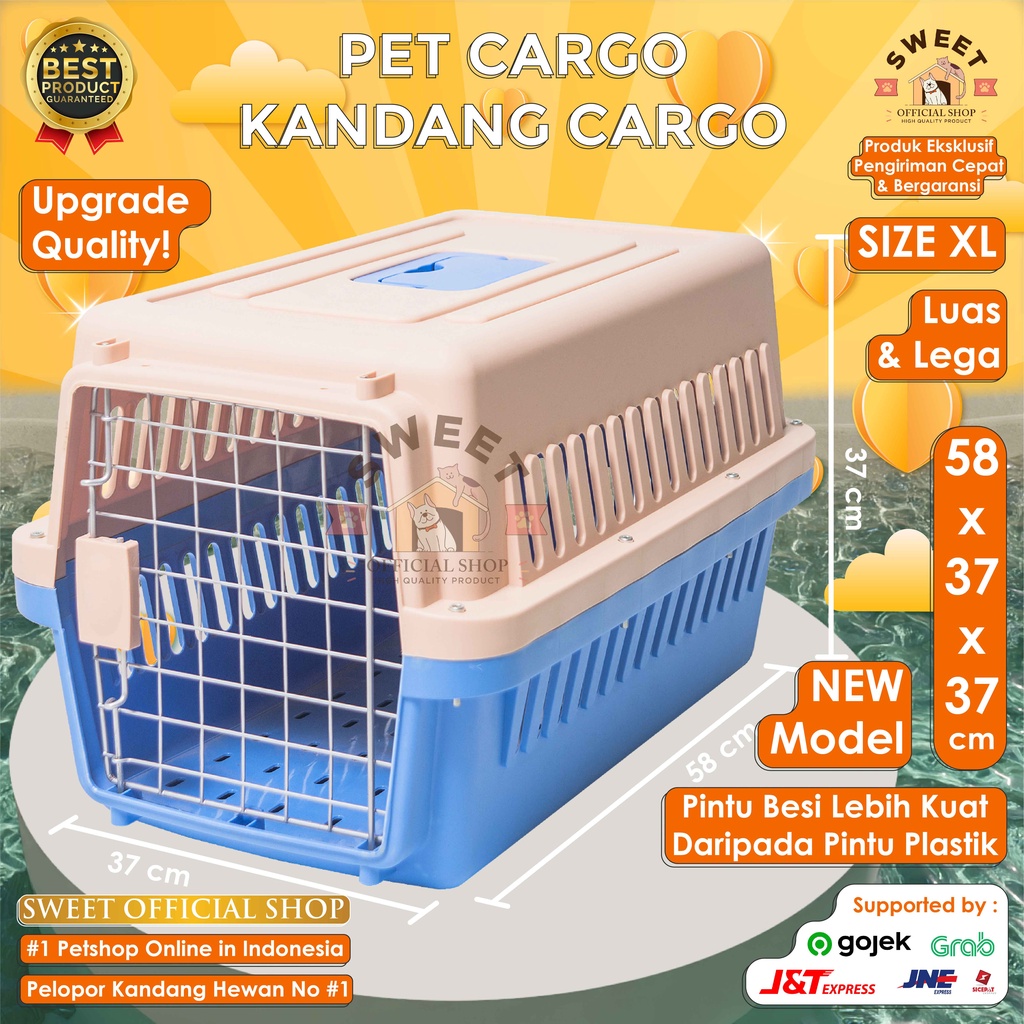 BEST
PRODUCT
GUARANTEED
PET CARGO
KANDANG CARGO
SWEET
OFFICIAL SHOP
HIGH QUALITY PRODUCT
Produk Eksklusif
Pengiriman Cepat
& Bergaransi
Upgrade
Quality!
SIZE XL
Luas
& Lega
58
x
37
x
37
cm
37 cm
SWEET
OFFICIAL SHOP
HIGH QUALITY PRODUCT
NEW
Model
58 cm
37 cm
Pintu Besi Lebih Kuat
Daripada Pintu Plastik
SWEET OFFICIAL SHOP
#1 Petshop Online in Indonesia
Pelopor Kandang Hewan No #1
Supported by :
gojek
Grab
J&T EXPRESS
JNE
EXPRESS
SICEPAT